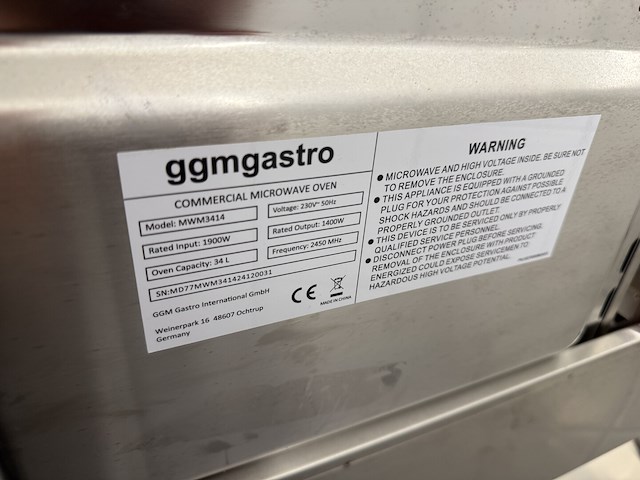 ggmgastro
COMMERCIAL MICROWAVE OVEN
Model: MWM3414
Voltage: 230V~ 50Hz
Rated Input: 1900W
Rated Output: 1400W
Oven Capacity: 34 L
Frequency: 2450 MHz
SN:MD77MWM341424120031
GGM Gastro International GmbH
Weinerpark 16 48607 Ochtrup
Germany
CE
MADE IN CHINA
WARNING
● MICROWAVE AND HIGH VOLTAGE INSIDE. BE SURE NOT
TO REMOVE THE ENCLOSURE.
● THIS APPLIANCE IS EQUIPPED WITH A GROUNDED
PLUG FOR YOUR PROTECTION AGAINST POSSIBLE
SHOCK HAZARDS AND SHOULD BE CONNECTED TO A
PROPERLY GROUNDED OUTLET.
● THIS DEVICE IS TO BE SERVICED ONLY BY PROPERLY
QUALIFIED SERVICE PERSONNEL.
● DISCONNECT POWER PLUG BEFORE SERVICING.
REMOVAL OF THE ENCLOSURE WITH PRODUCT
ENERGIZED COULD EXPOSE SERVICEMEN TO
HAZARDOUS HIGH VOLTAGE POTENTIAL.